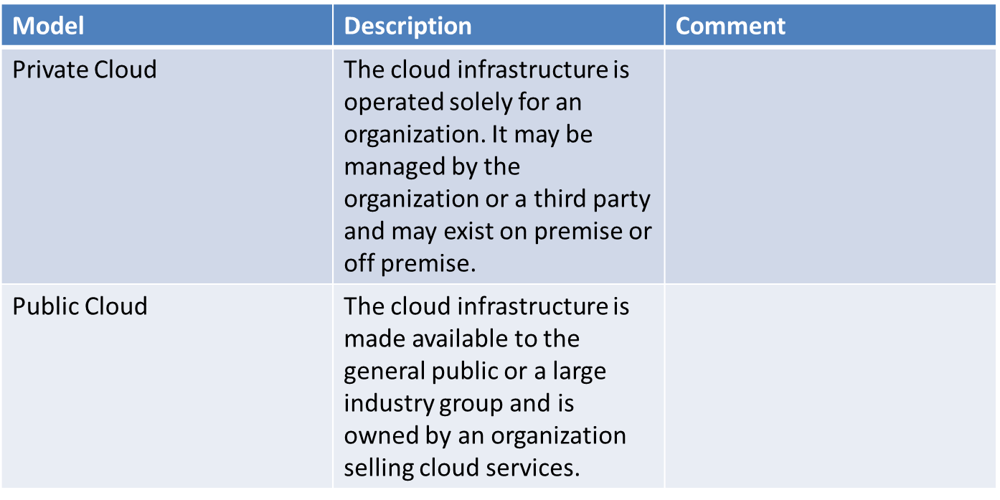 Model
Description
Comment
Private Cloud
The cloud infrastructure is
operated solely for an
organization. It may be
managed by the
organization or a third party
and may exist on premise or
off premise.
Public Cloud
The cloud infrastructure is
made available to the
general public or a large
industry group and is
owned by an organization
selling cloud services.